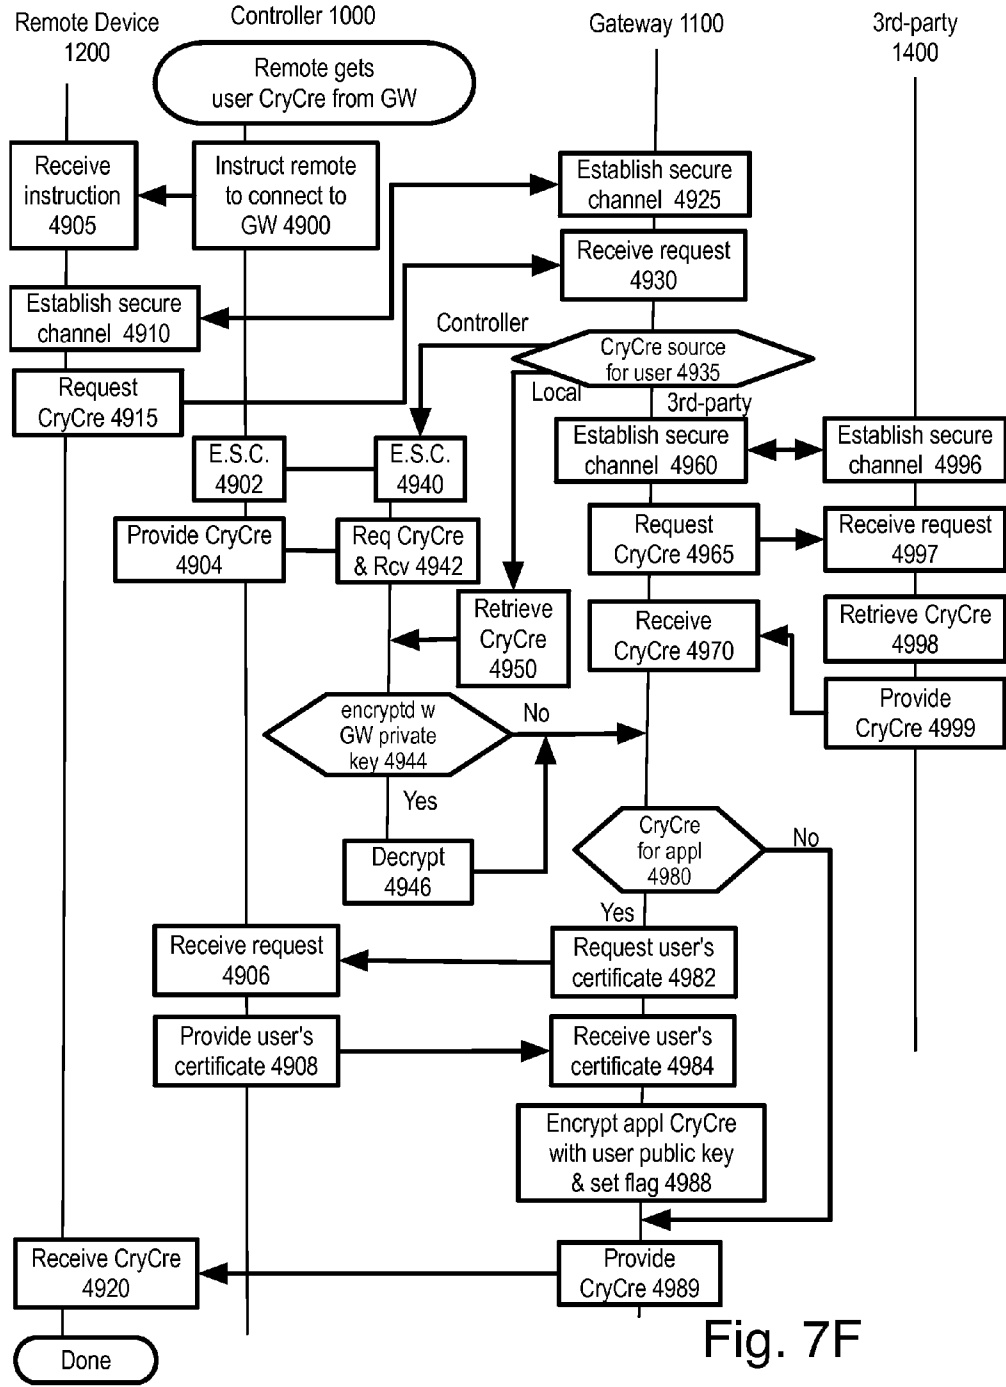 Remote Device
1200
Controller 1000
Gateway 1100
3rd-party
1400
Remote gets
user CryCre from GW
Receive
instruction
4905
Instruct remote
to connect to
GW 4900
Establish secure
channel 4925
Receive request
4930
Establish secure
channel 4910
Controller
CryCre source
for user 4935
Request
CryCre 4915
Local
3rd-party
E.S.C.
4902
E.S.C.
4940
Establish secure
channel 4960
Establish secure
channel 4996
Provide CryCre
4904
Req CryCre
& Rcv 4942
Request
CryCre 4965
Receive request
4997
Retrieve
CryCre
4950
Receive
CryCre 4970
Retrieve CryCre
4998
Provide
CryCre 4999
encryptd w
GW private
key 4944
No
Yes
Decrypt
4946
CryCre
for appl
4980
No
Yes
Receive request
4906
Request user's
certificate 4982
Provide user's
certificate 4908
Receive user's
certificate 4984
Encrypt appl CryCre
with user public key
& set flag 4988
Receive CryCre
4920
Provide
CryCre 4989
Done
Fig. 7F